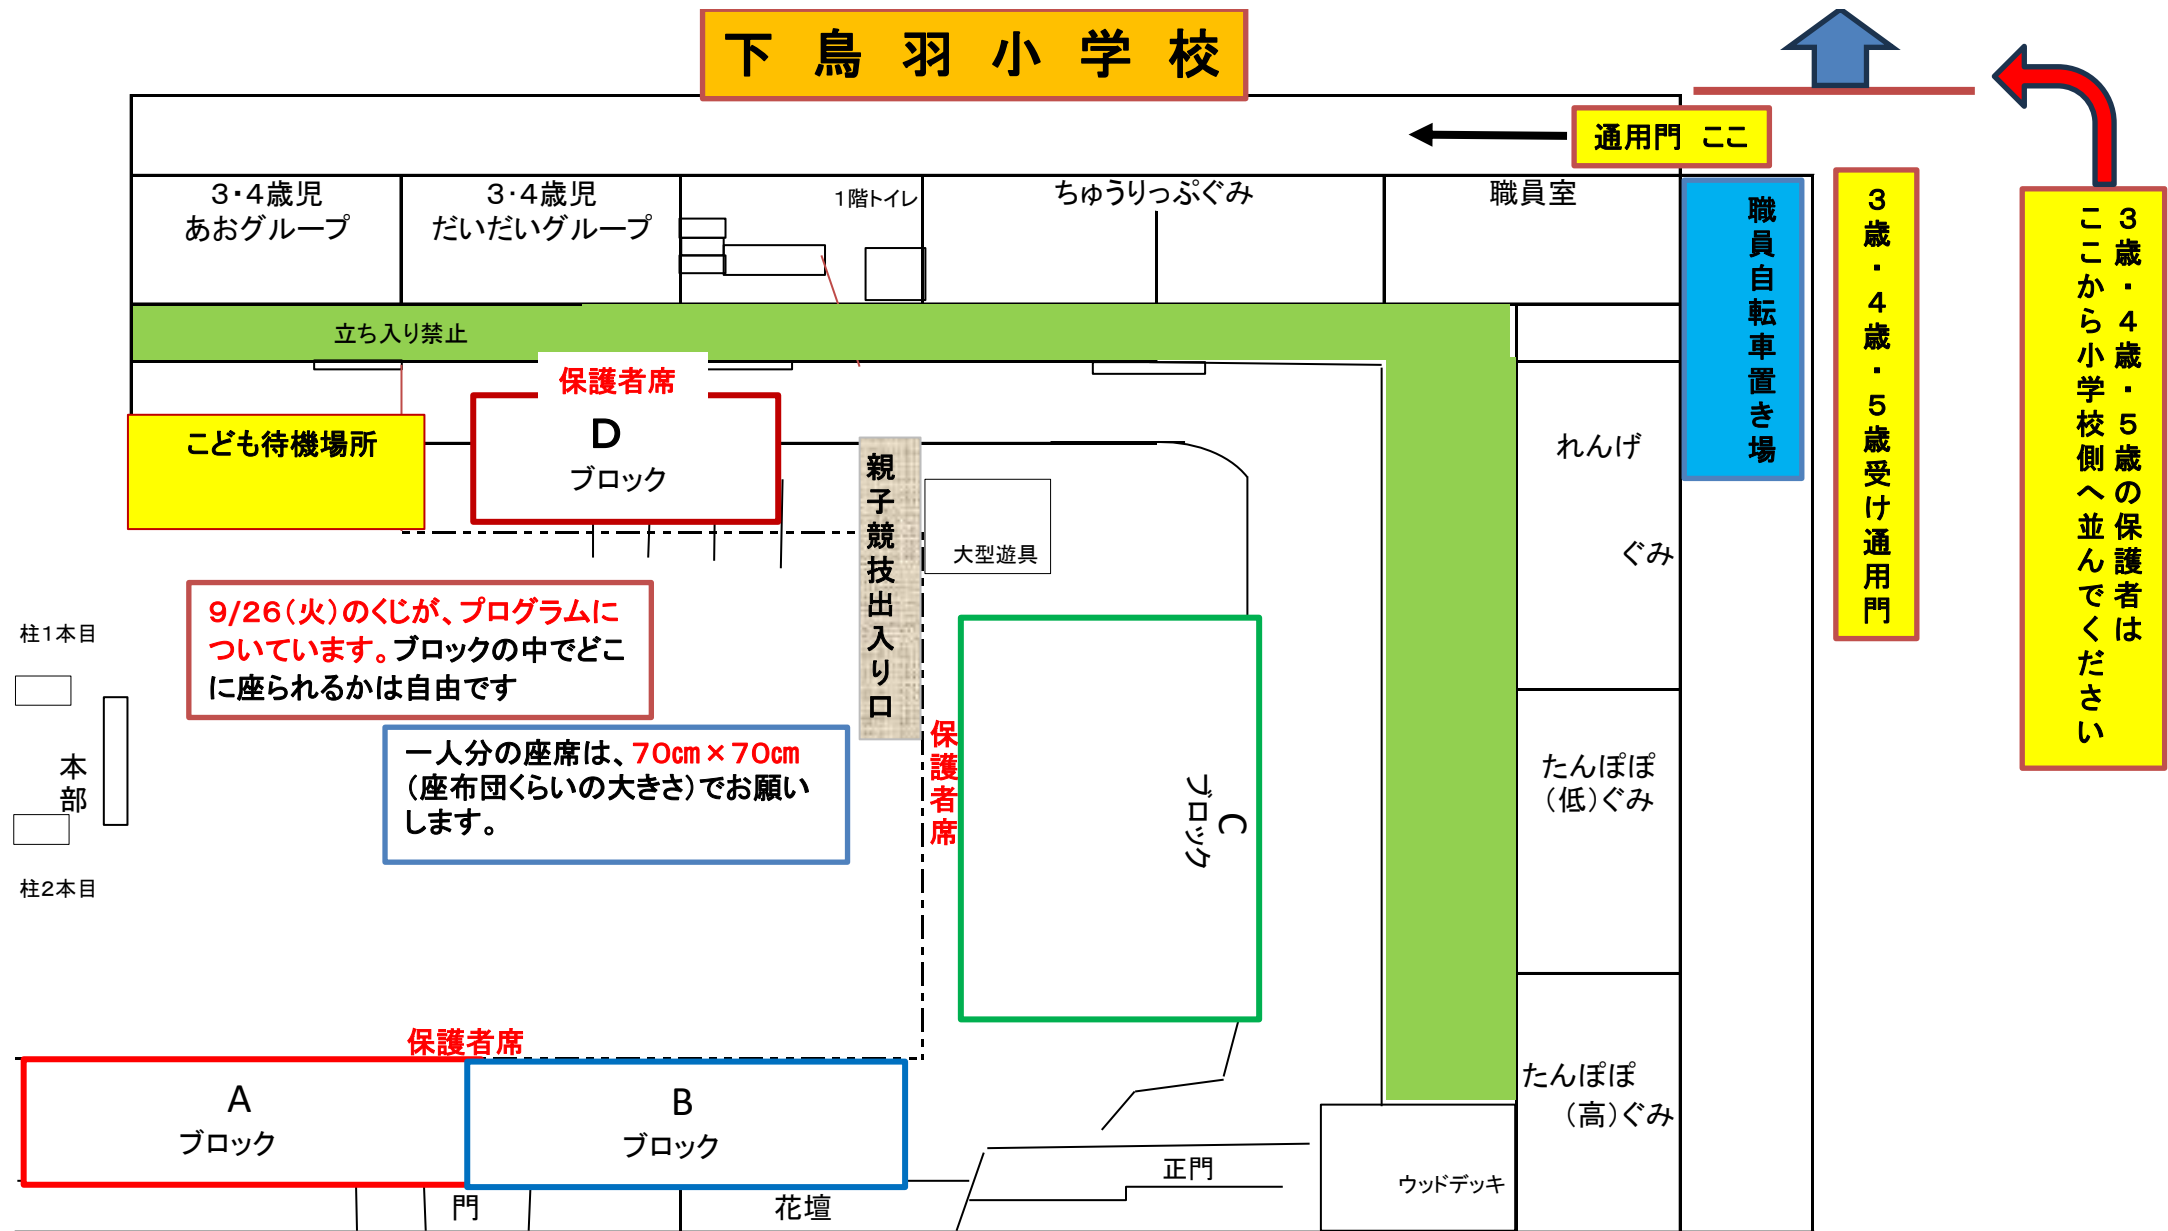 下鳥羽小学校
通用門 ここ
3・4歳児
あおグループ
3・4歳児
だいだいグループ
1階トイレ
ちゅうりっぷぐみ
職員室
職員自転車置き場
3歳・4歳・5歳受け通用門
3歳・4歳・5歳の保護者は
ここから小学校側へ並んでください
立ち入り禁止
保護者席
D
ブロック
こども待機場所
親子競技出入り口
大型遊具
れんげ
ぐみ
9/26(火)のくじが、プログラムに
ついています。ブロックの中でどこ
に座られるかは自由です
柱1本目
本部
柱2本目
一人分の座席は、70㎝×70㎝
(座布団くらいの大きさ)でお願い
します。
保護者席
C
ブロック
たんぽぽ
(低)ぐみ
保護者席
A
ブロック
B
ブロック
たんぽぽ
(高)ぐみ
門
花壇
正門
ウッドデッキ